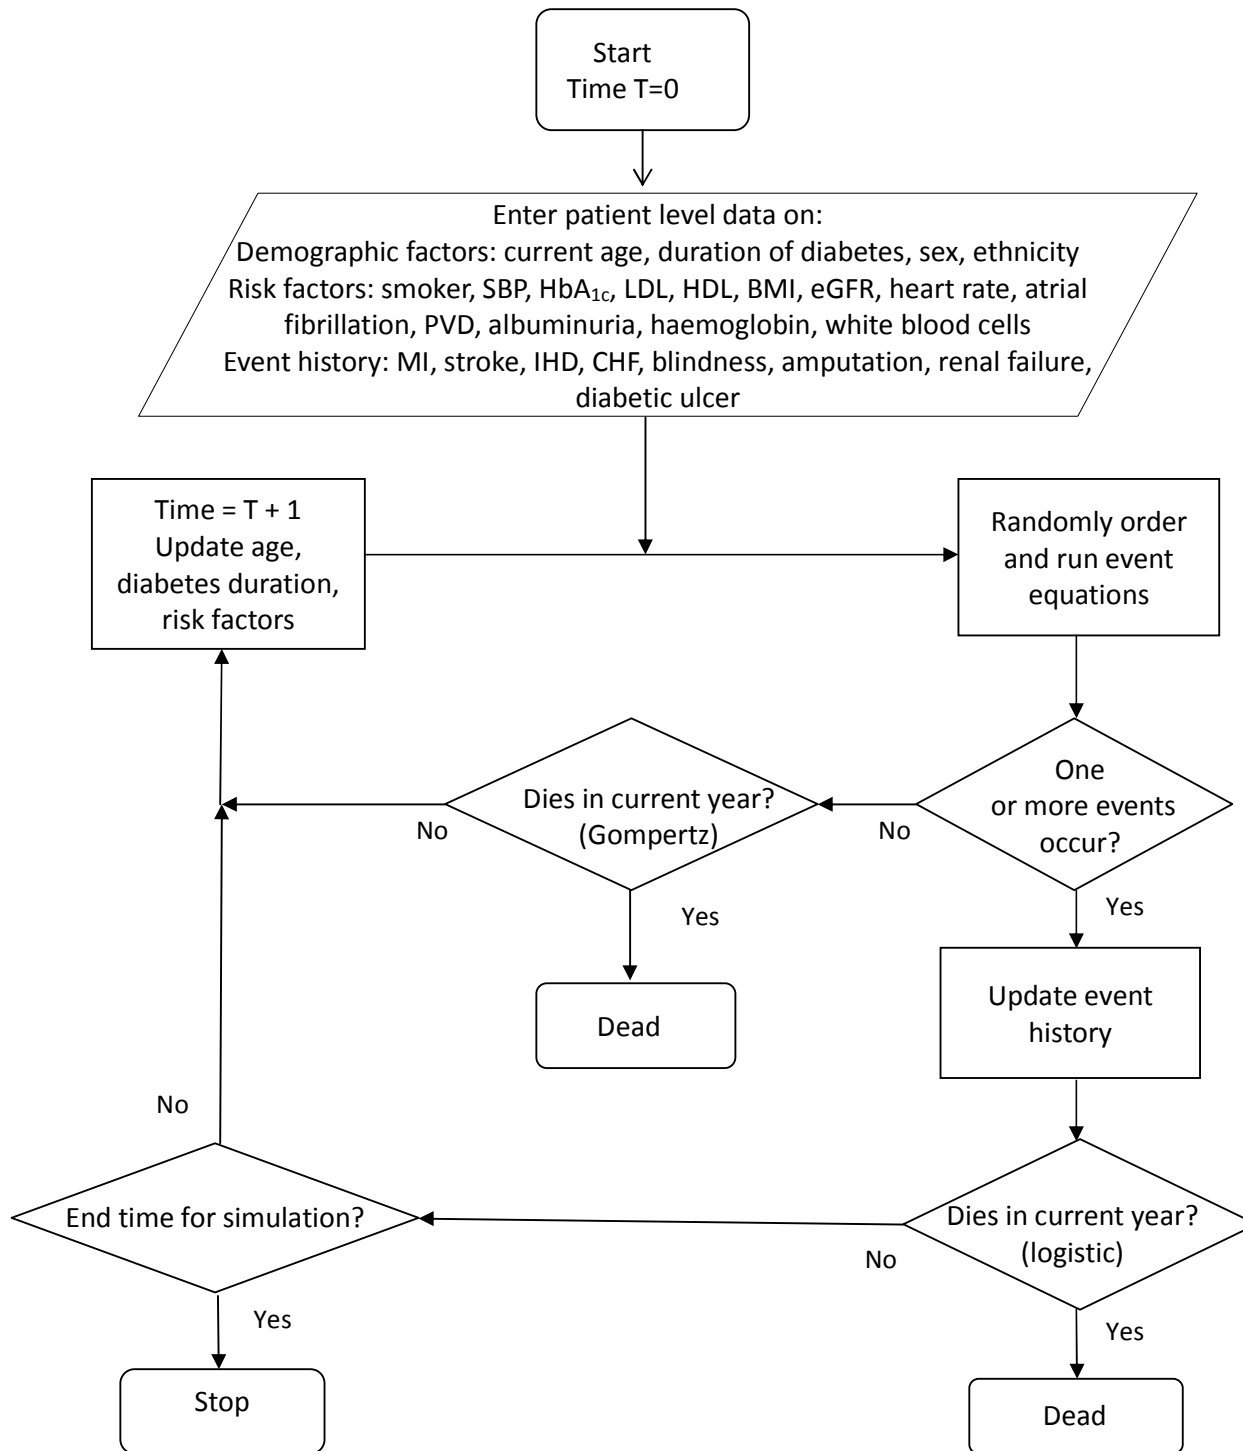 Start
Time T=0
Enter patient level data on:
Demographic factors: current age, duration of diabetes, sex, ethnicity
Risk factors: smoker, SBP, HbA1c, LDL, HDL, BMI, eGFR, heart rate, atrial
fibrillation, PVD, albuminuria, haemoglobin, white blood cells
Event history: MI, stroke, IHD, CHF, blindness, amputation, renal failure,
diabetic ulcer
Time = T + 1
Update age,
diabetes duration,
risk factors
Randomly order
and run event
equations
One
or more events
occur?
No
Yes
Dies in current year?
(Gompertz)
No
Yes
Dead
Update event
history
Dies in current year?
(logistic)
No
Yes
Dead
End time for simulation?
No
Yes
Stop